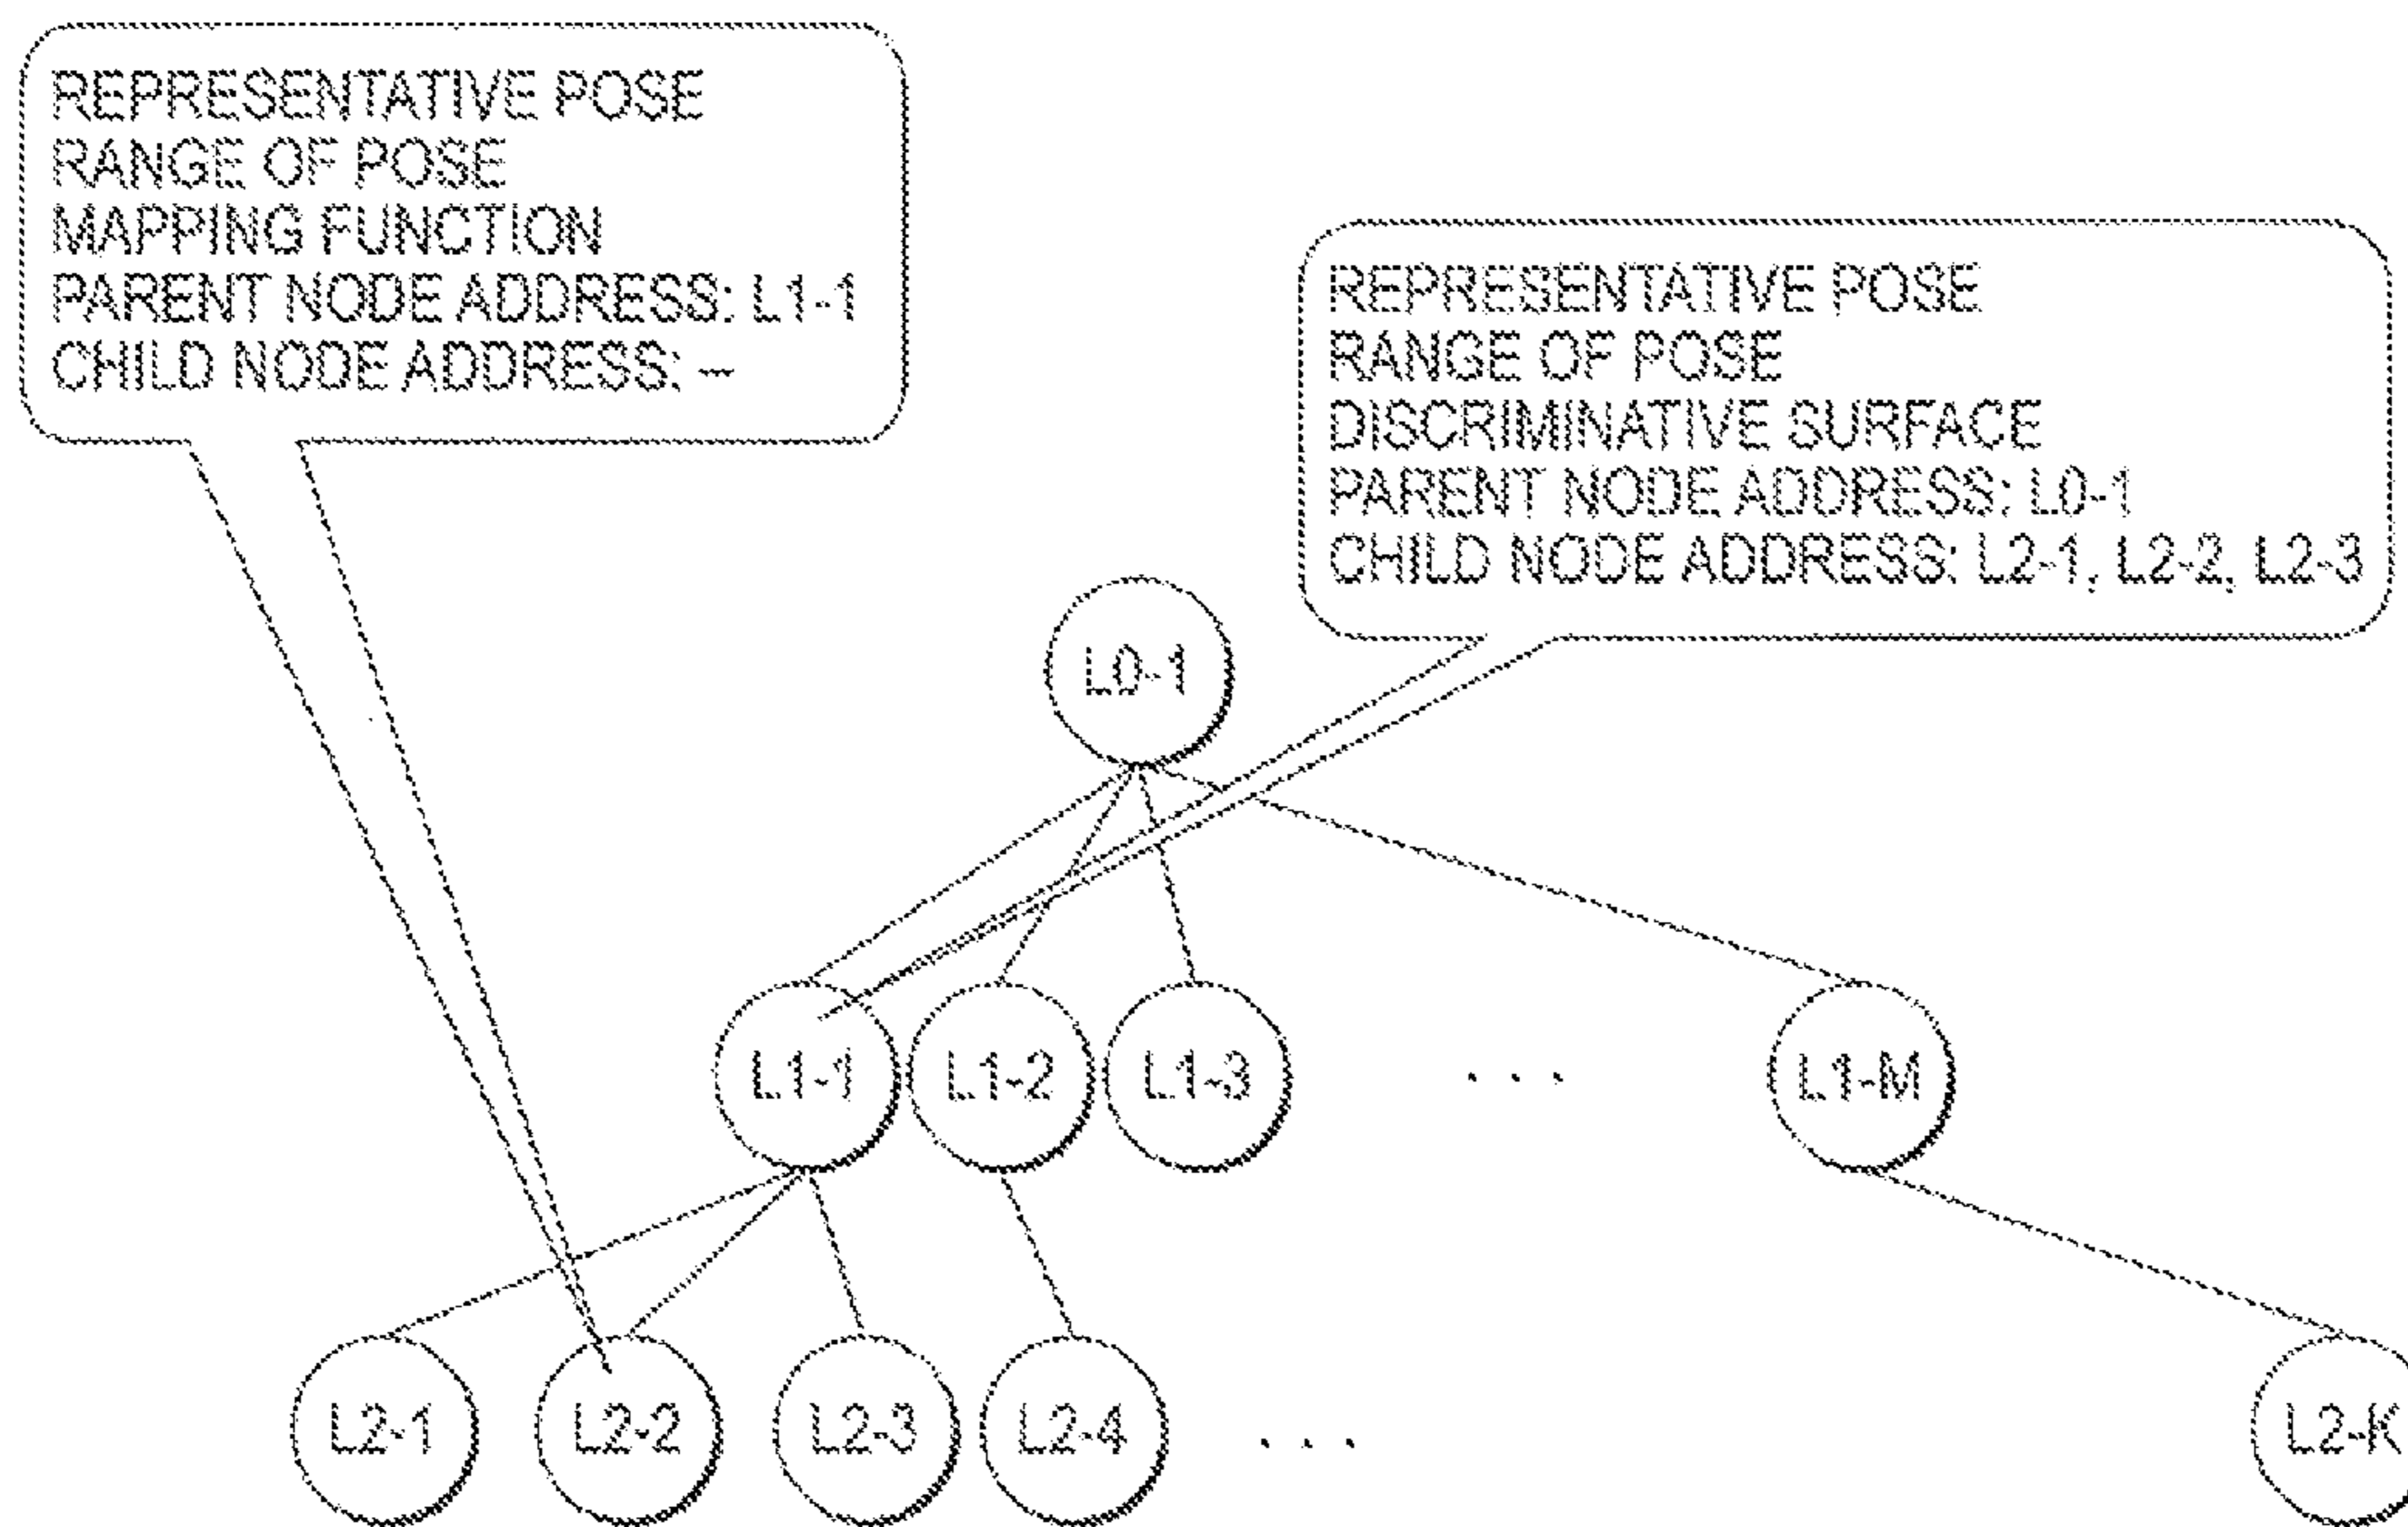 REPRESENTATIVE POSE
RANGE OF POSE
MAPPING FUNCTION
PARENT NODE ADDRESS: L1-1
CHILD NODE ADDRESS: --
REPRESENTATIVE POSE
RANGE OF POSE
DISCRIMINATIVE SURFACE
PARENT NODE ADDRESS: L0-1
CHILD NODE ADDRESS: L2-1, L2-2, L2-3
L0-1
L1-1 L1-2 L1-3 ... L1-M
L2-1 L2-2 L2-3 L2-4 ... L2-K